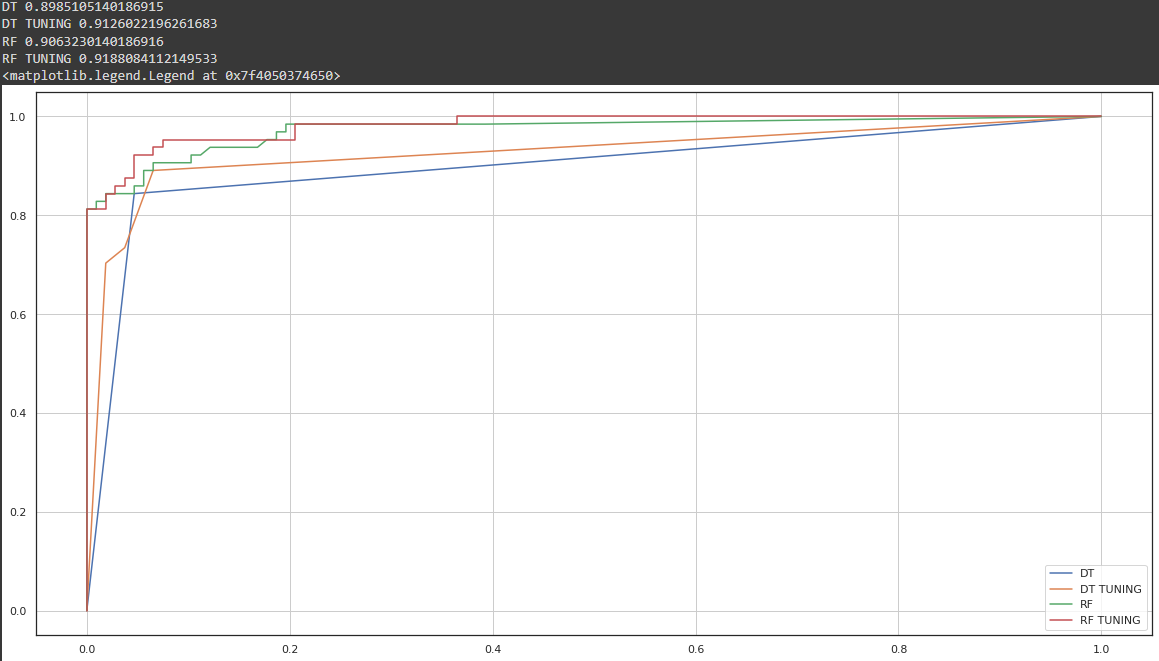 DT 0.8985105140186915
DT TUNING 0.9126022196261683
RF 0.9063230140186916
RF TUNING 0.9188084112149533
<matplotlib.legend.Legend at 0x7f4050374650>
1.0
0.8
0.6
0.4
0.2
0.0
0.0 0.2 0.4 0.6 0.8 1.0
DT
DT TUNING
RF
RF TUNING